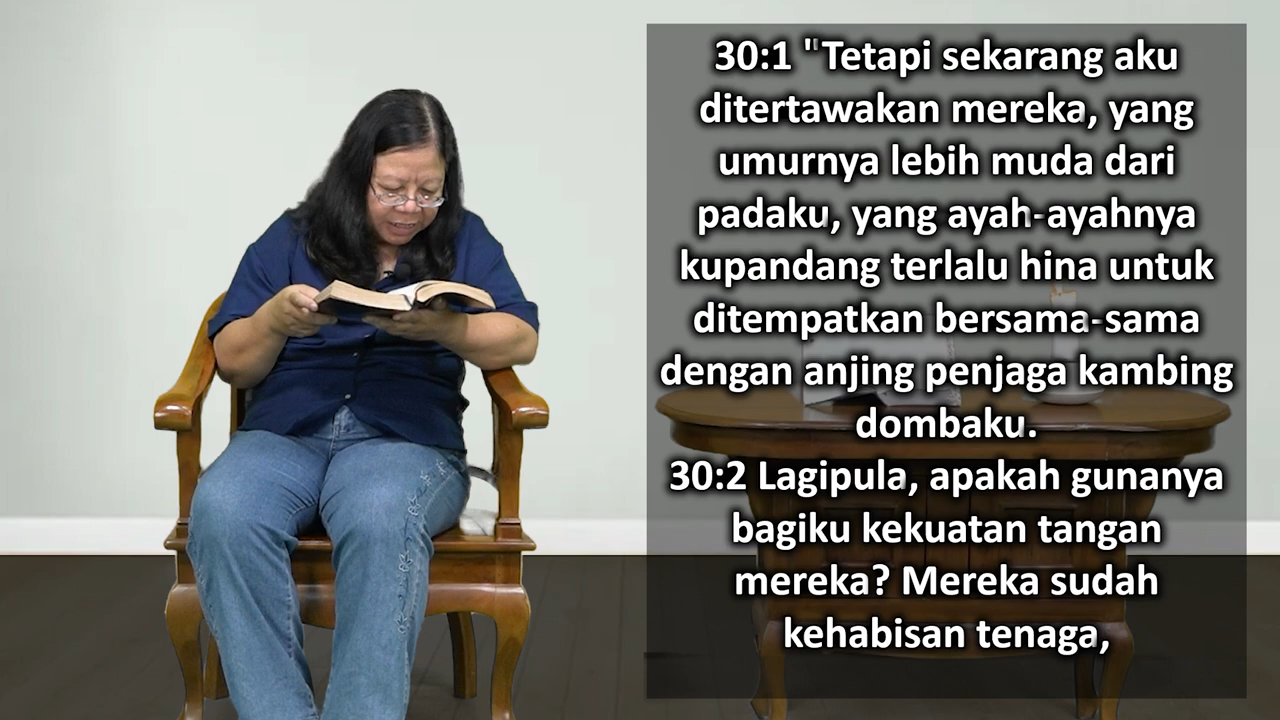 30:1 "Tetapi sekarang aku
ditertawakan mereka, yang
umurnya lebih muda dari
padaku, yang ayah-ayahnya
kupandang terlalu hina untuk
ditempatkan bersama-sama
dengan anjing penjaga kambing
dombaku.
30:2 Lagipula, apakah gunanya
bagiku kekuatan tangan
mereka? Mereka sudah
kehabisan tenaga,